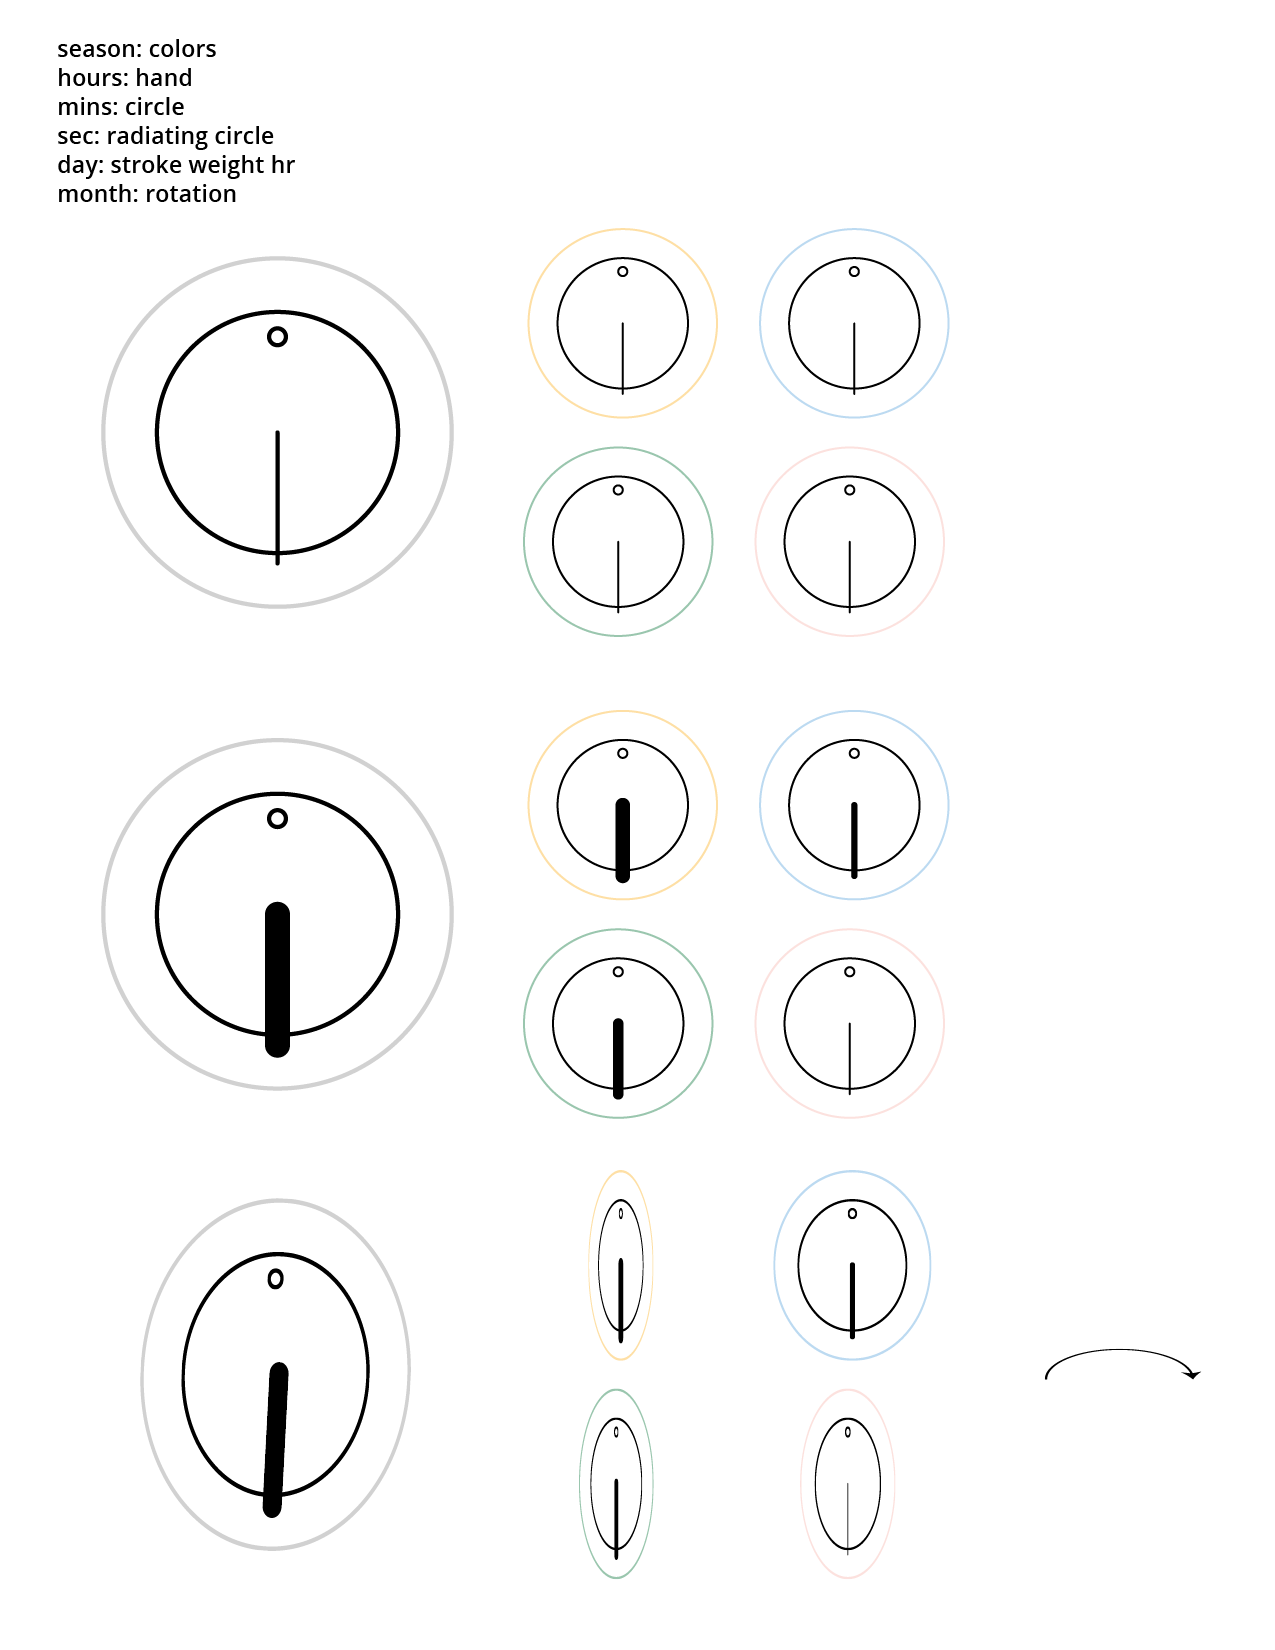 season: colors
hours: hand
mins: circle
sec: radiating circle
day: stroke weight hr
month: rotation